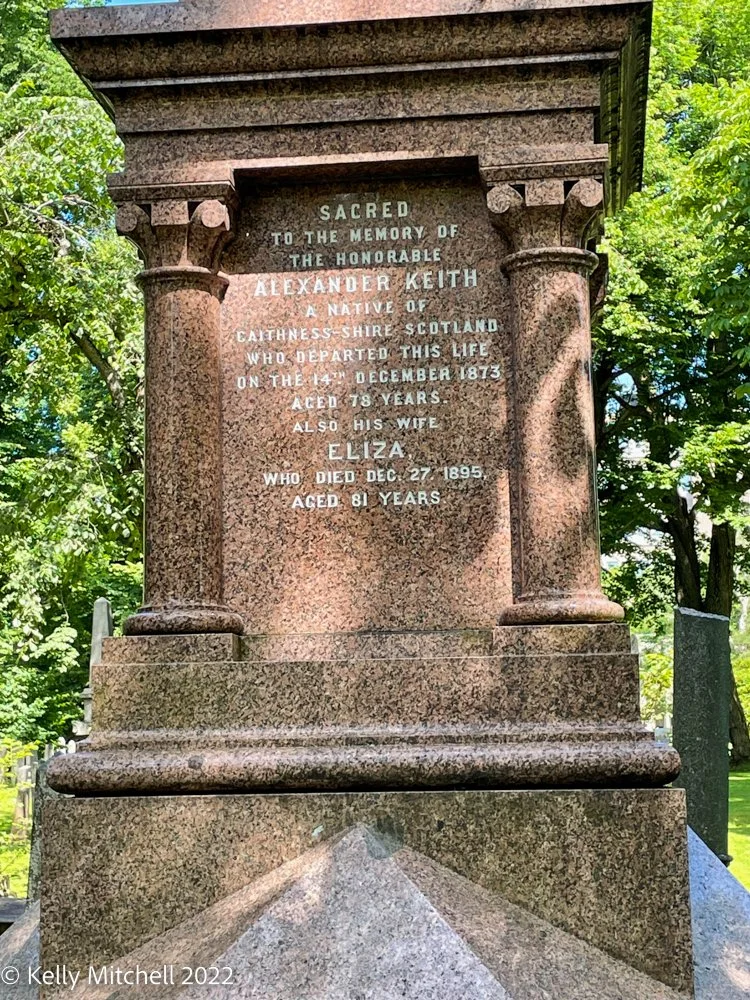 SACRED
TO THE MEMORY OF
THE HONORABLE
ALEXANDER KEITH
A NATIVE OF
CAITHNESS-SHIRE SCOTLAND
WHO DEPARTED THIS LIFE
ON THE 14TH DECEMBER 1873
AGED 78 YEARS.
ALSO HIS WIFE
ELIZA,
WHO DIED DEC. 27, 1895,
AGED 81 YEARS
© Kelly Mitchell 2022